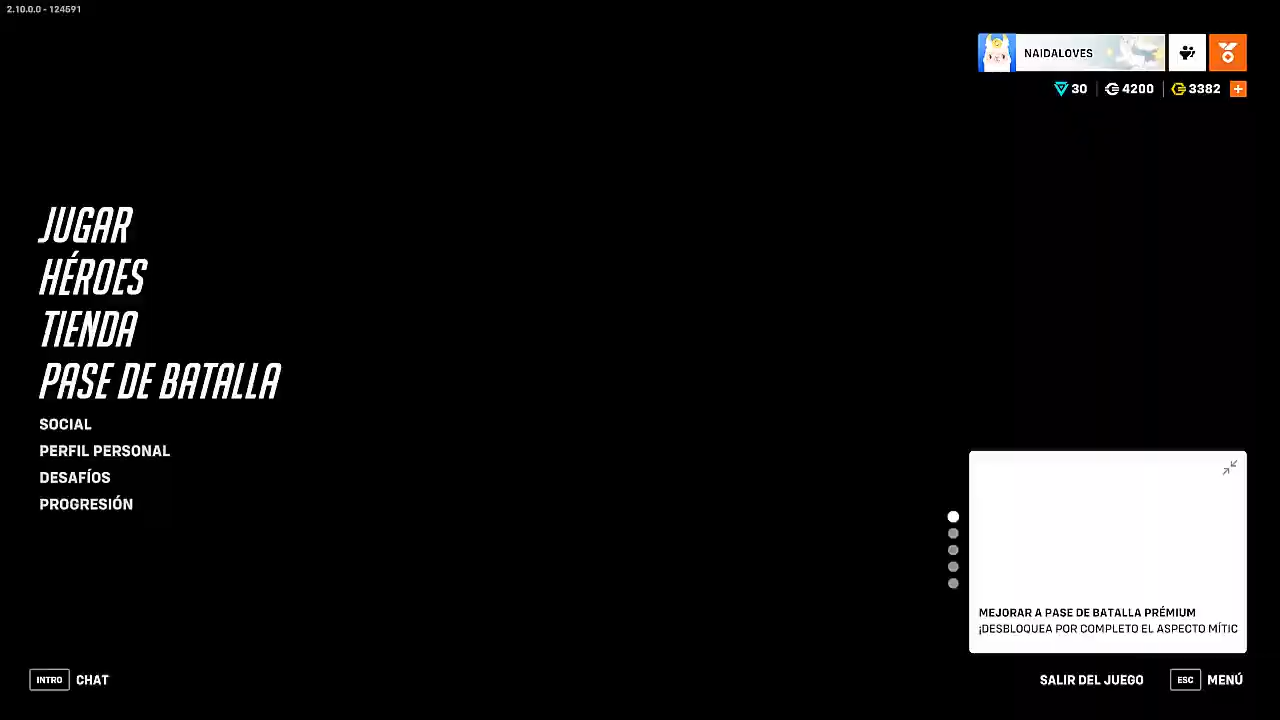 2.10.0.0 - 124591
NAIDALOVES
30
4200
3382
JUGAR
HÉROES
TIENDA
PASE DE BATALLA
SOCIAL
PERFIL PERSONAL
DESAFÍOS
PROGRESIÓN
MEJORAR A PASE DE BATALLA PRÉMIUM
¡DESBLOQUEA POR COMPLETO EL ASPECTO MÍTIC
INTRO CHAT
SALIR DEL JUEGO
ESC MENÚ